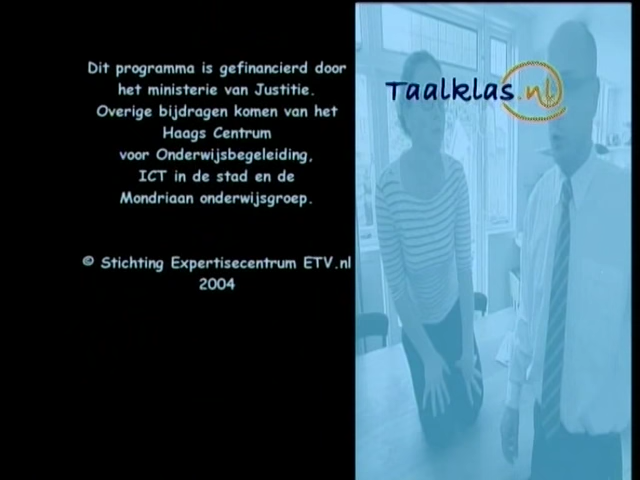 Dit programma is gefinancierd door
het ministerie van Justitie.
Overige bijdragen komen van het
Haags Centrum
voor Onderwijsbegeleiding,
ICT in de stad en de
Mondriaan onderwijsgroep.
© Stichting Expertisecentrum ETV.nl
2004
Taalklas.nl